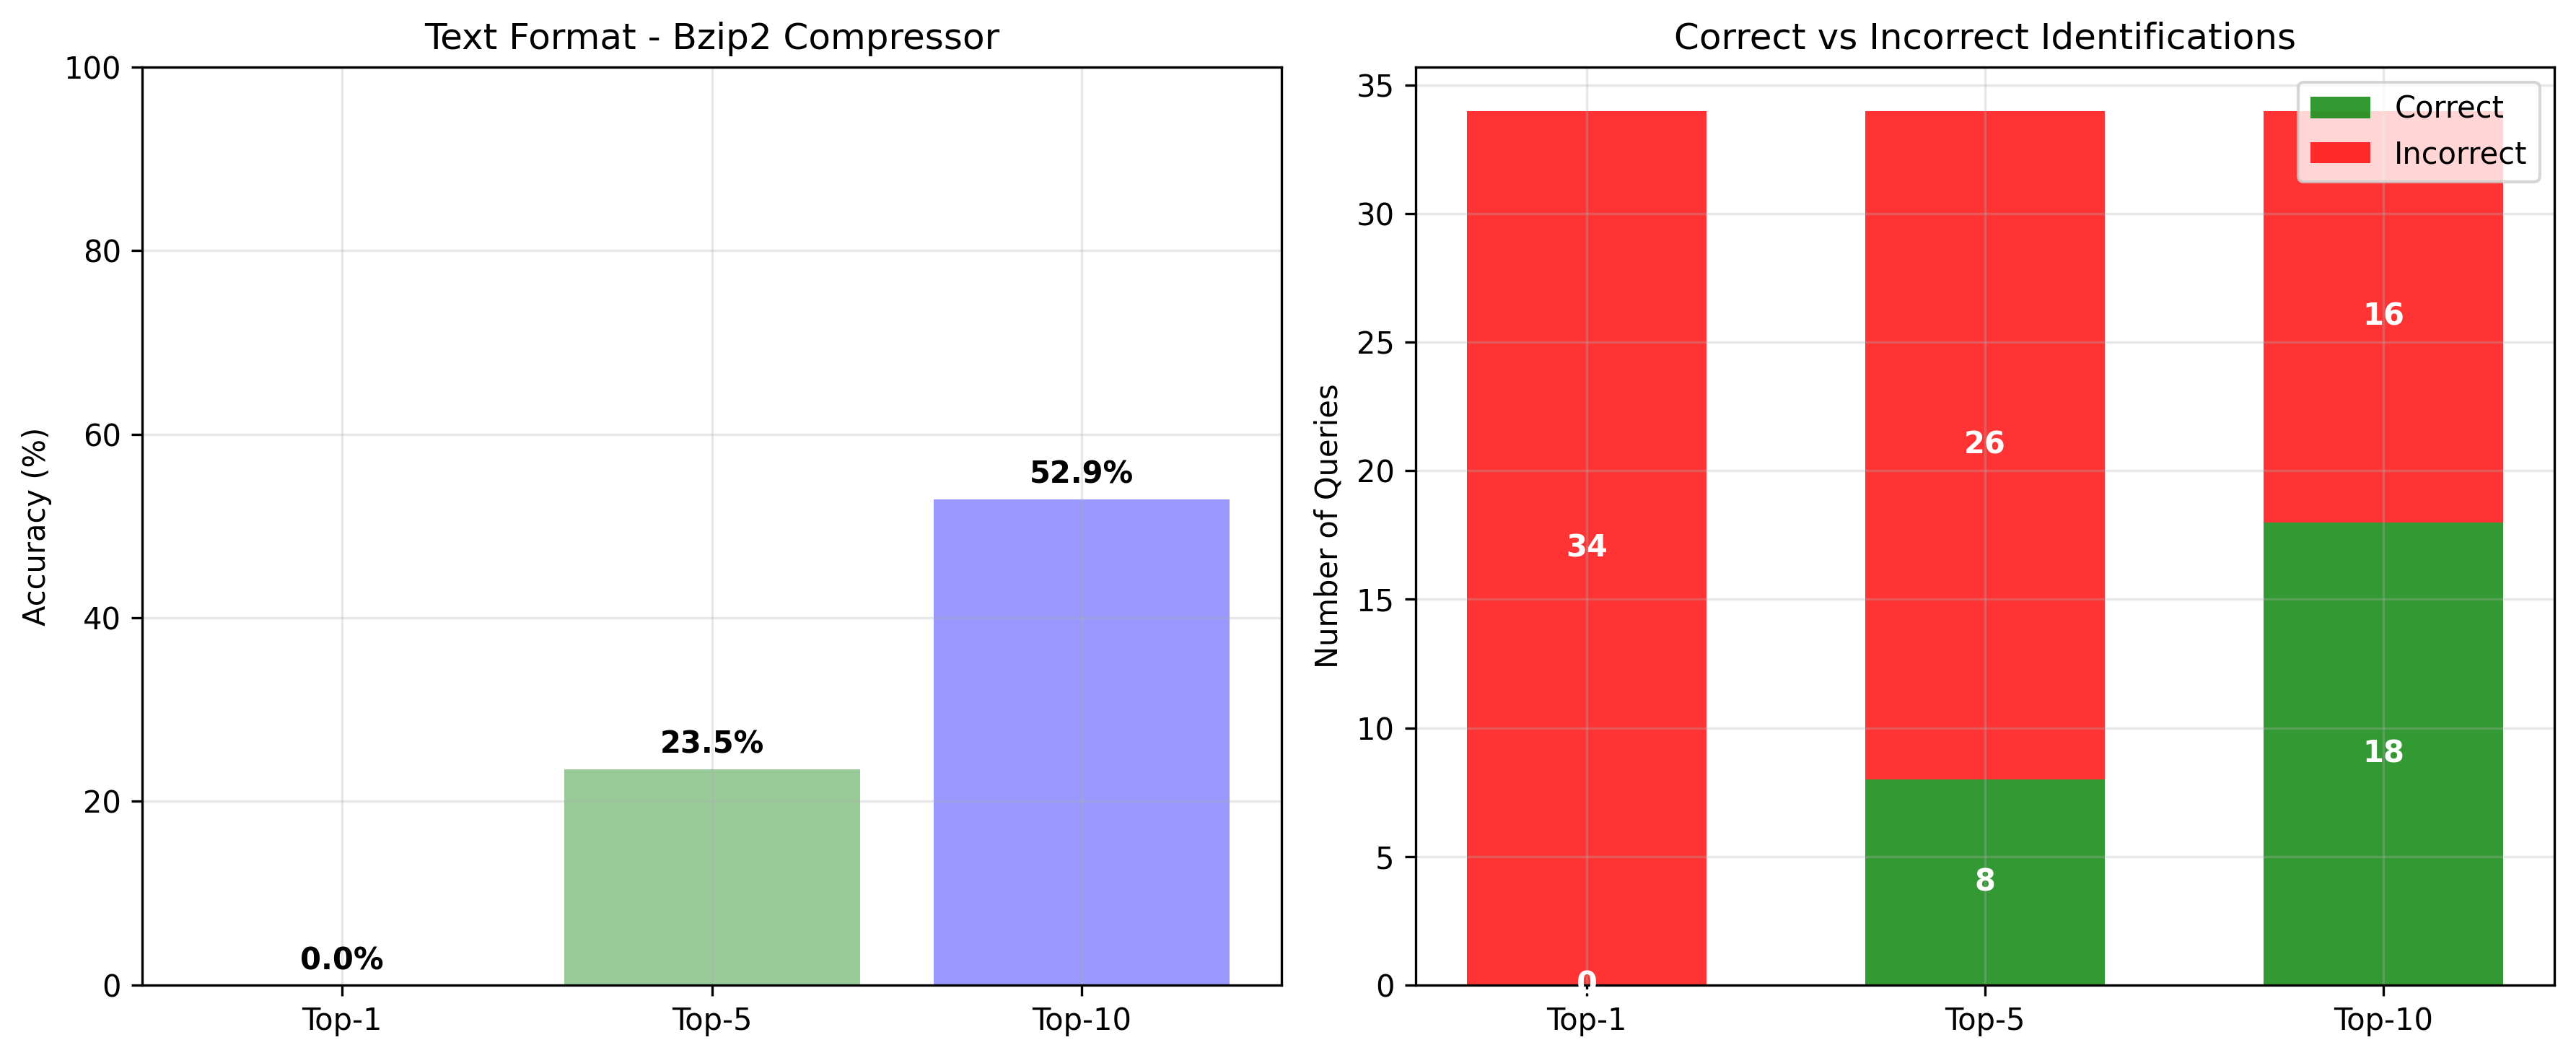 Text Format - Bzip2 Compressor
Accuracy (%)
100
80
60
40
20
0
0.0%
23.5%
52.9%
Top-1
Top-5
Top-10
Correct vs Incorrect Identifications
Number of Queries
35
30
25
20
15
10
5
0
Correct
Incorrect
34
0
26
8
16
18
Top-1
Top-5
Top-10